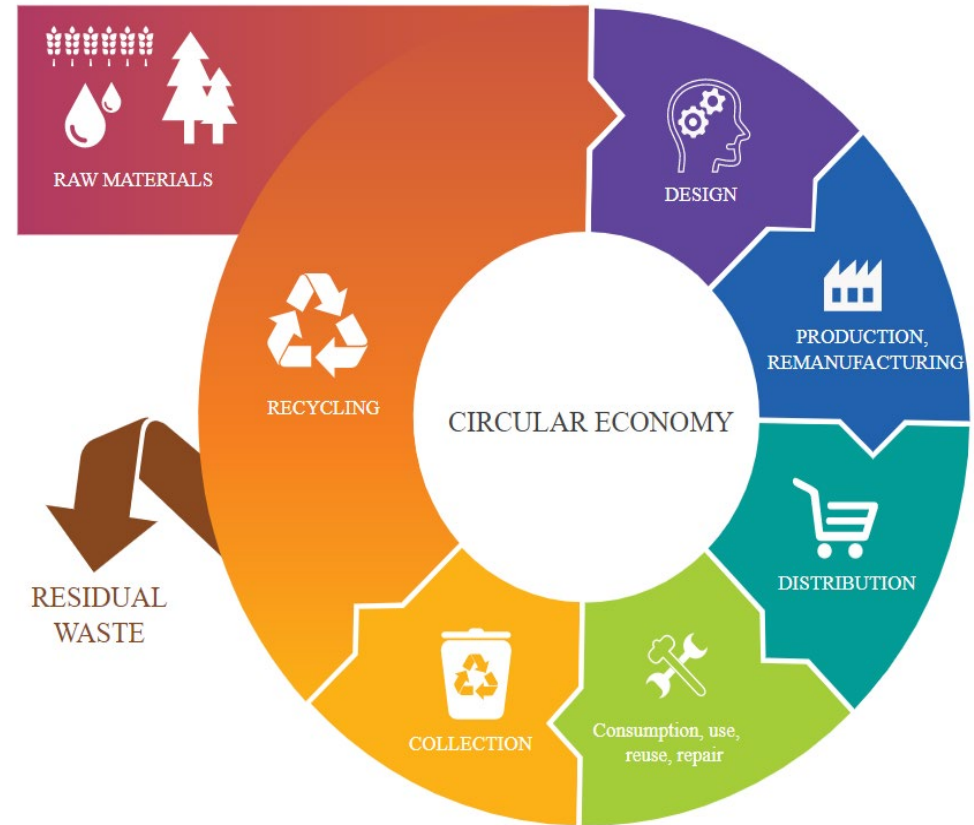 RAW MATERIALS
DESIGN
PRODUCTION,
REMANUFACTURING
RECYCLING
CIRCULAR ECONOMY
DISTRIBUTION
RESIDUAL
WASTE
Consumption, use,
reuse, repair
COLLECTION